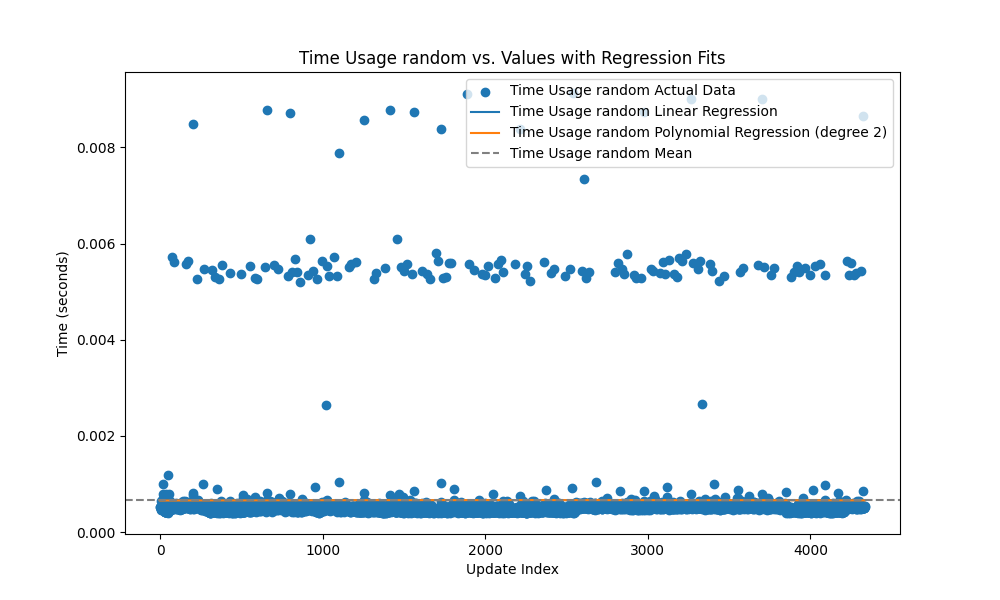 Time Usage random vs. Values with Regression Fits
Time Usage random Actual Data
Time Usage random Linear Regression
Time Usage random Polynomial Regression (degree 2)
Time Usage random Mean
Time (seconds)
0.008
0.006
0.004
0.002
0.000
0 1000 2000 3000 4000
Update Index